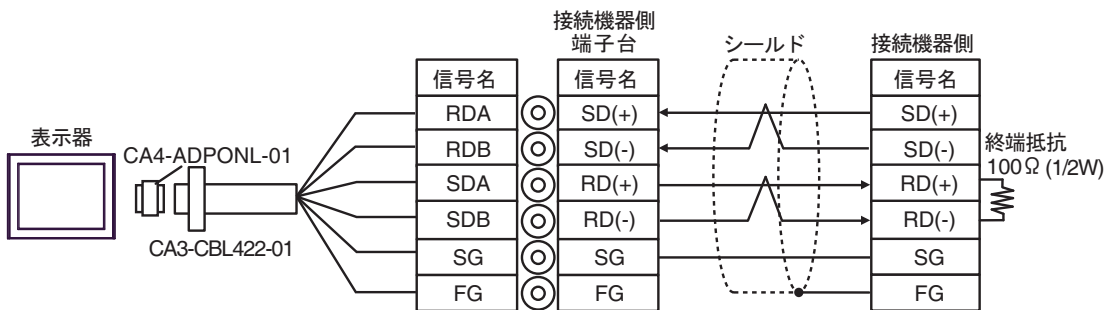 表示器
CA4-ADPONL-01
CA3-CBL422-01
信号名
RDA
RDB
SDA
SDB
SG
FG
接続機器側
端子台
信号名
SD(+)
SD(-)
RD(+)
RD(-)
SG
FG
シールド
接続機器側
信号名
SD(+)
SD(-)
RD(+)
RD(-)
SG
FG
終端抵抗
100Ω (1/2W)